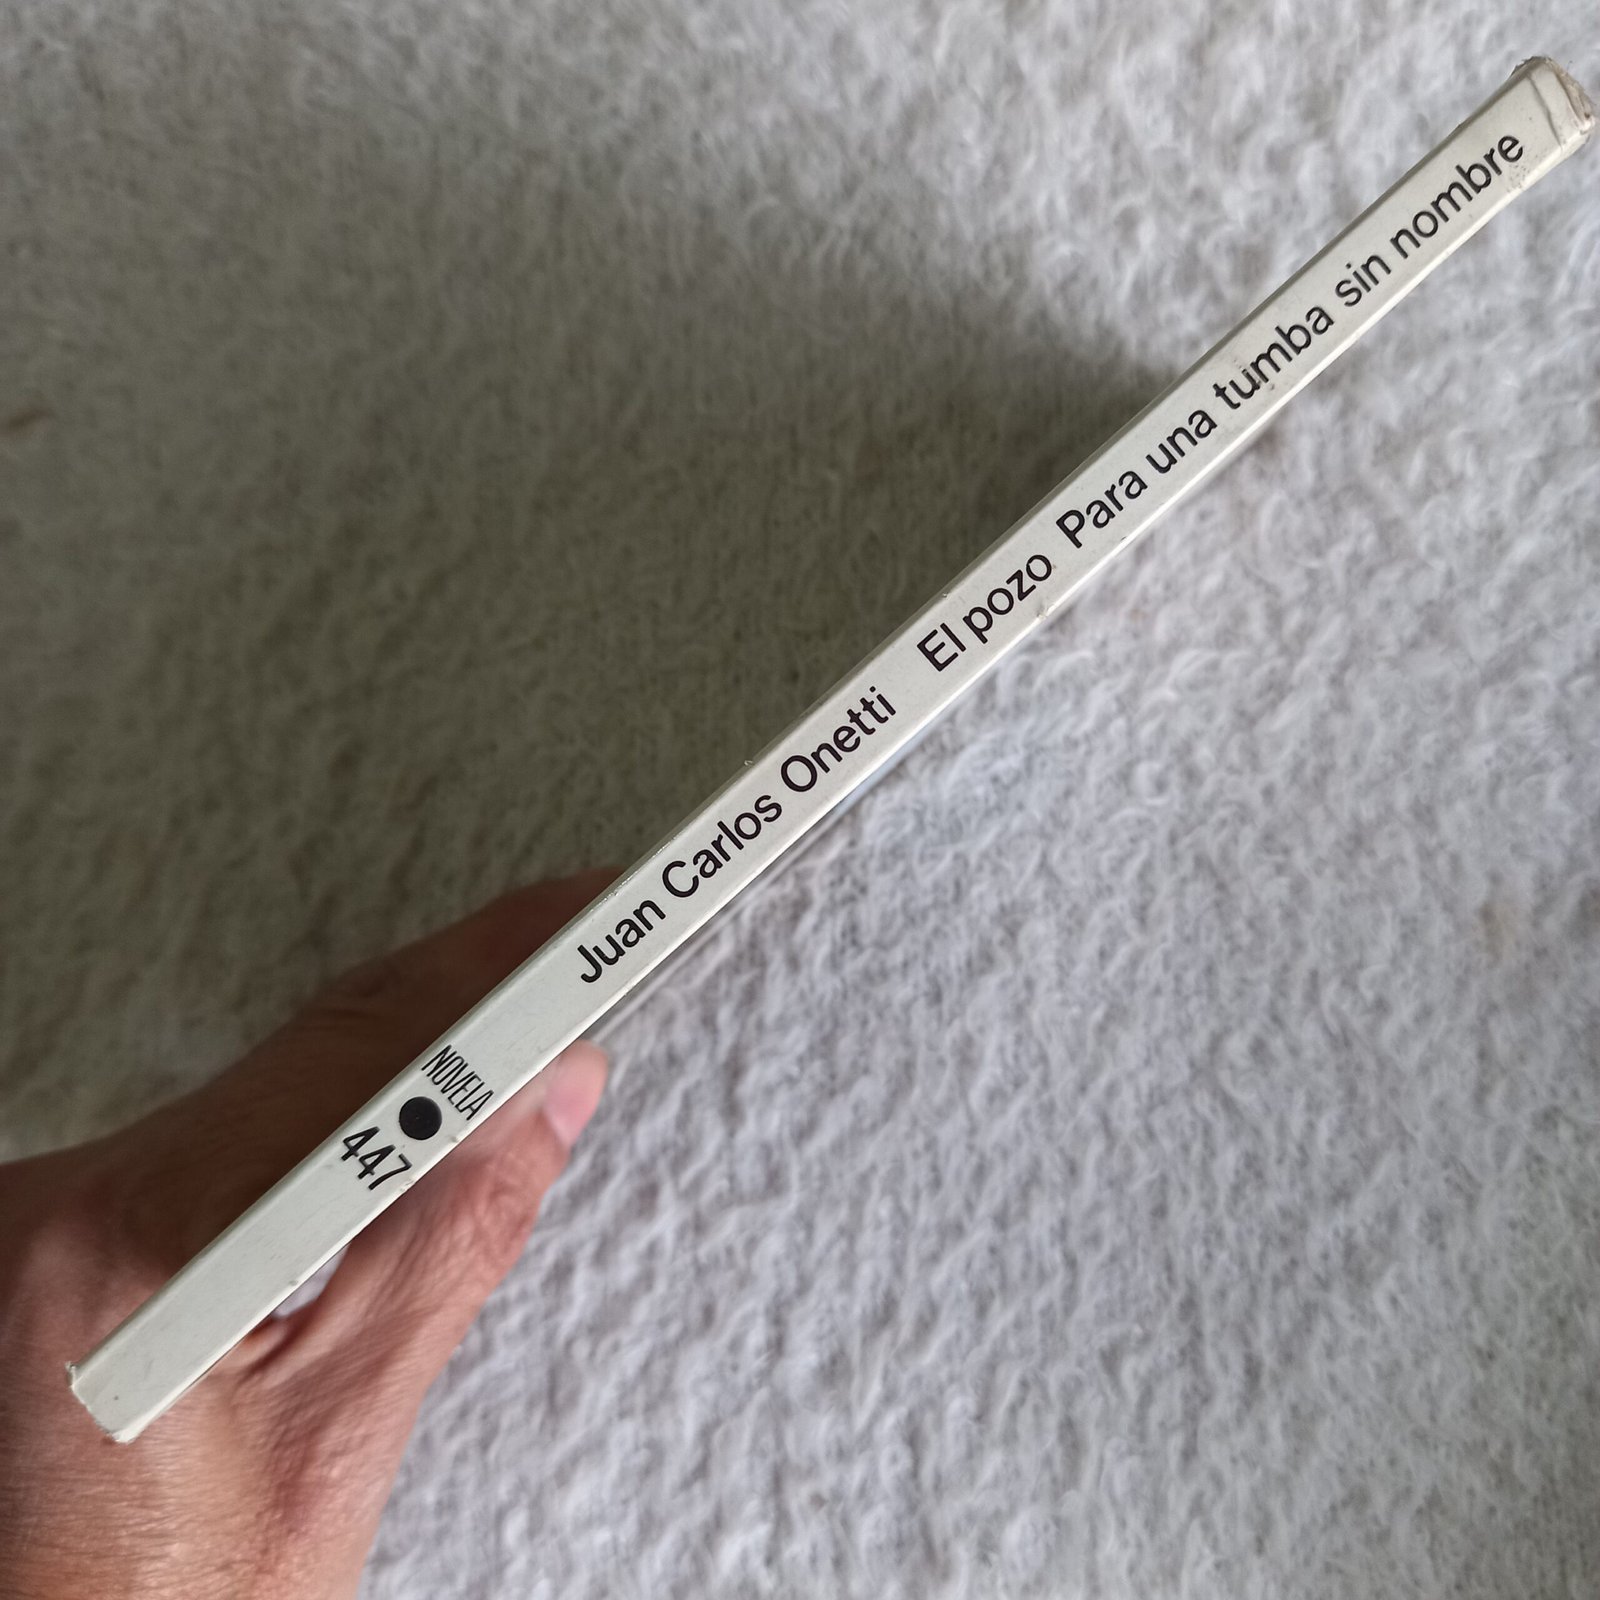 Juan Carlos Onetti El pozo Para una tumba sin nombre
NOVELA
447